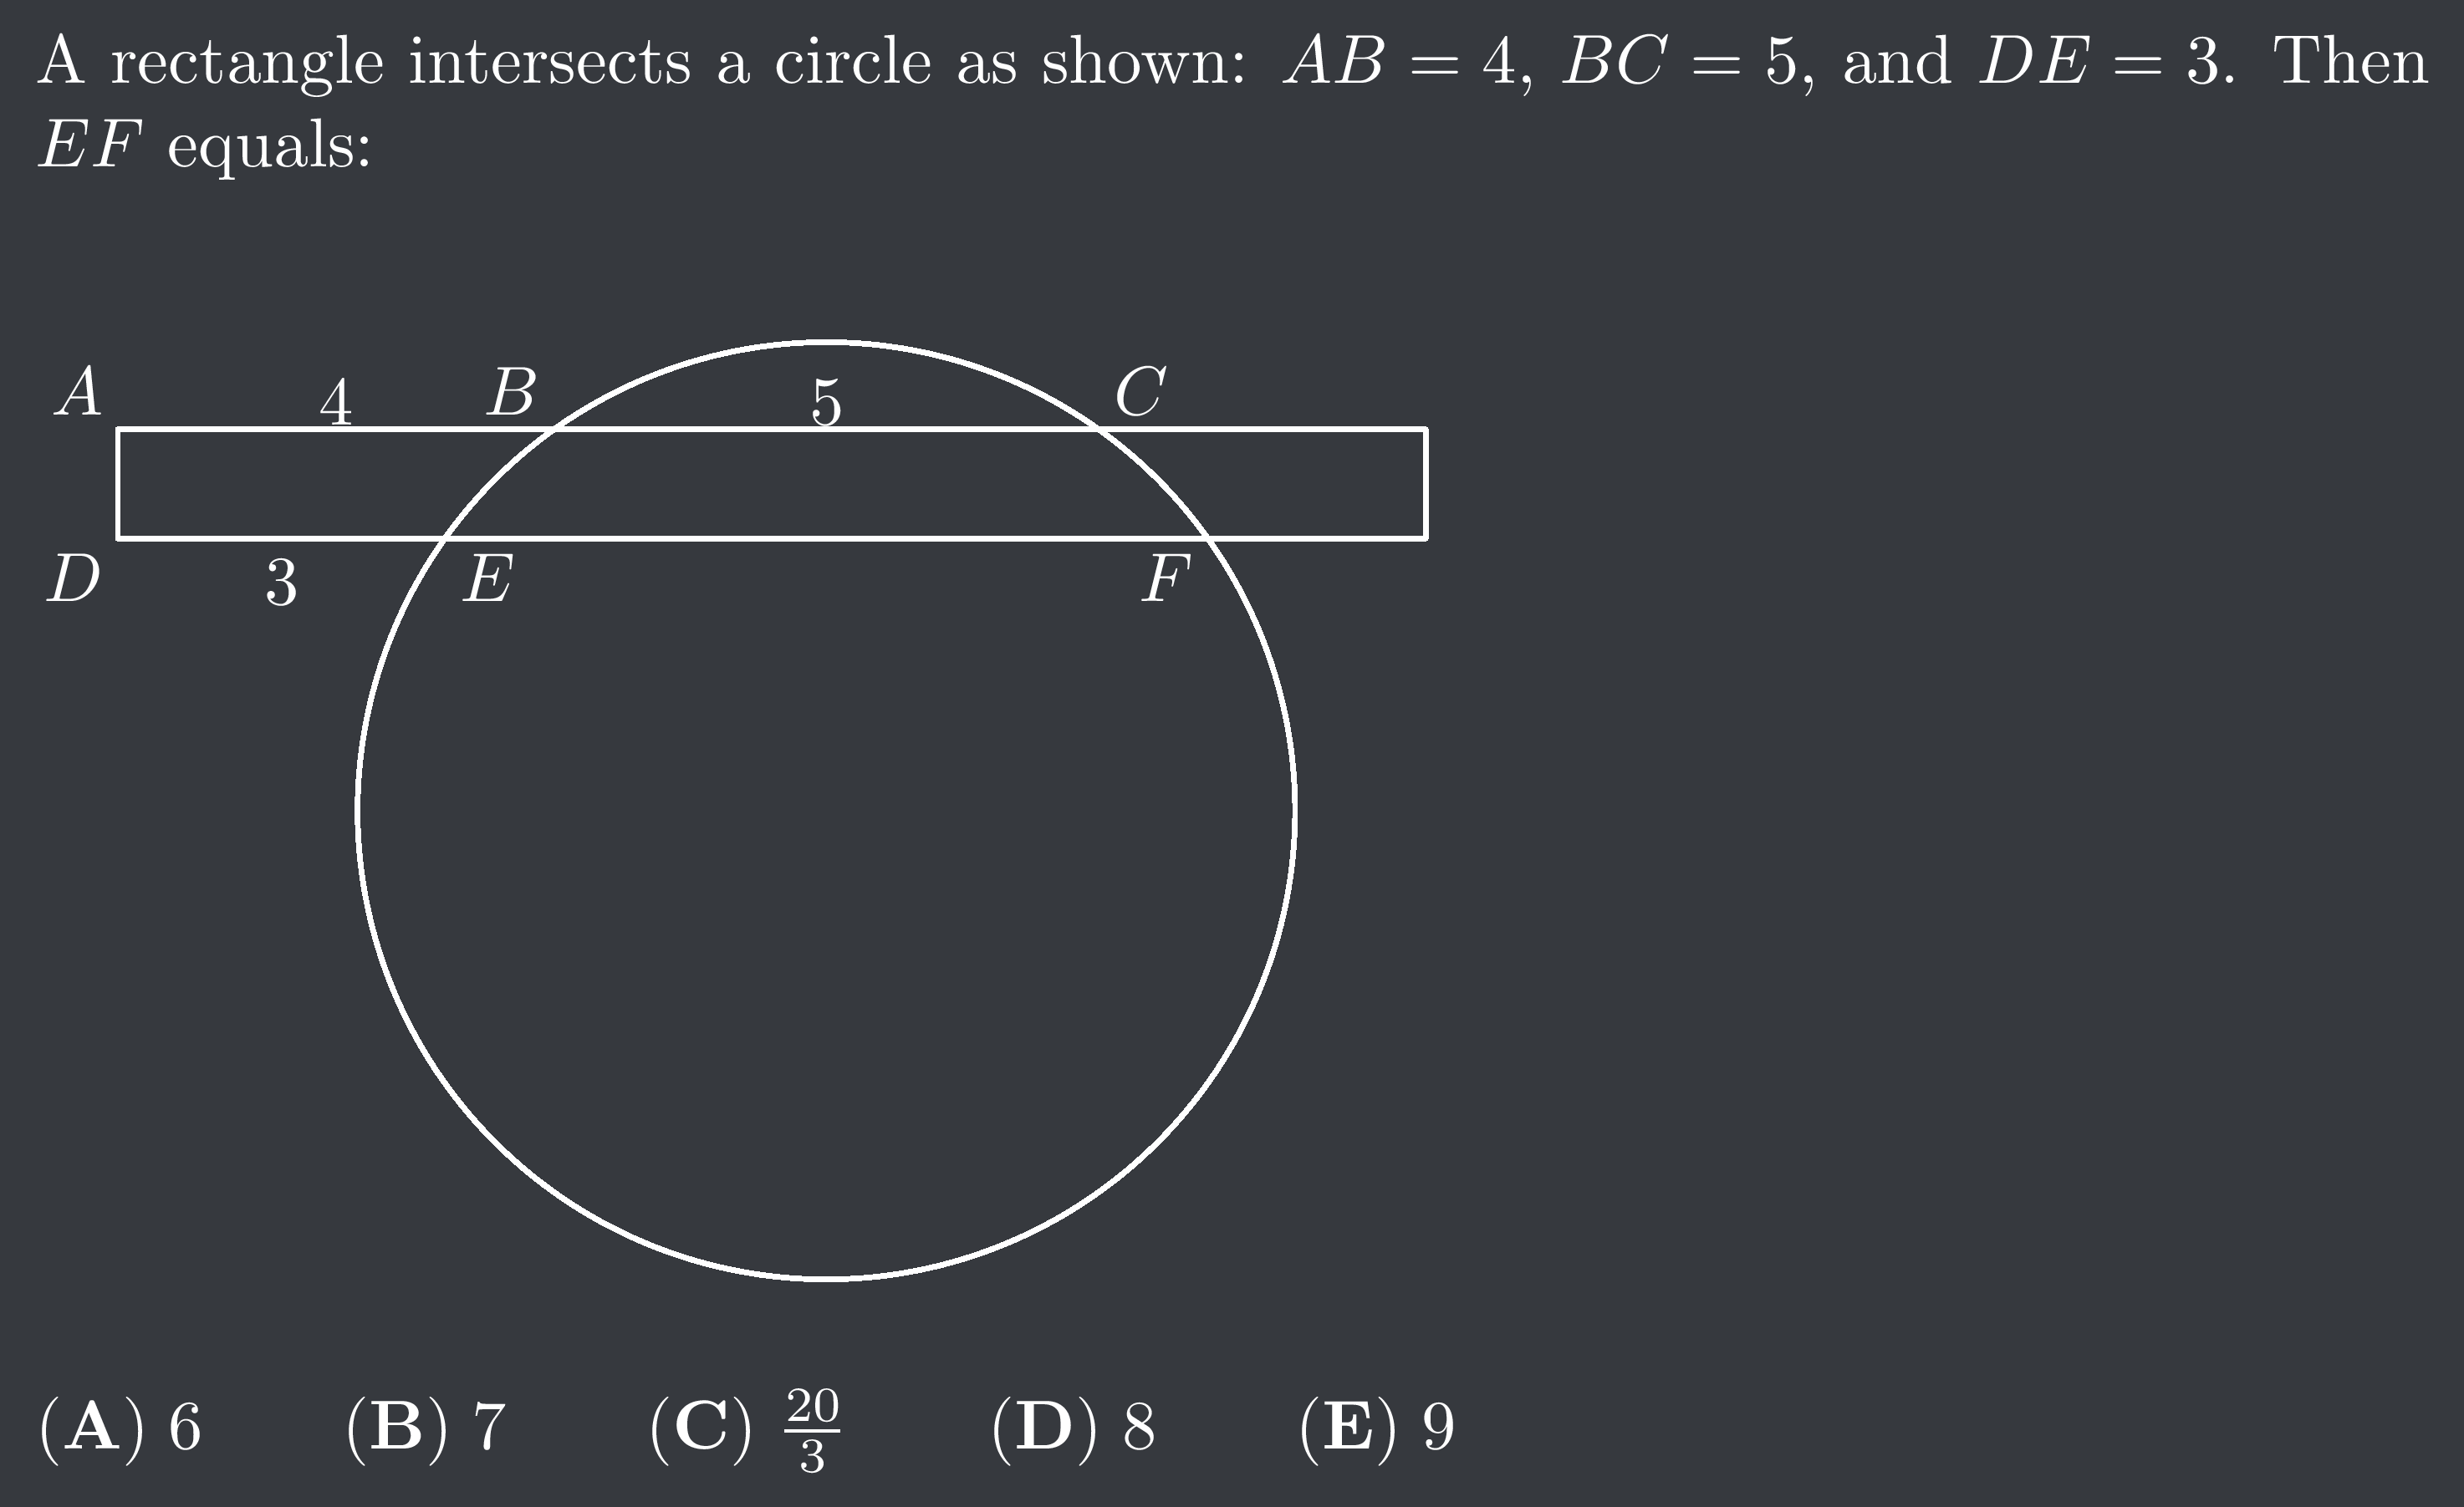 A rectangle intersects a circle as shown: $AB = 4$, $BC = 5$, and $DE = 3$. Then
$EF$ equals:
A 4 B 5 C
D 3 E F
(A) 6 (B) 7 (C) $\frac{20}{3}$ (D) 8 (E) 9